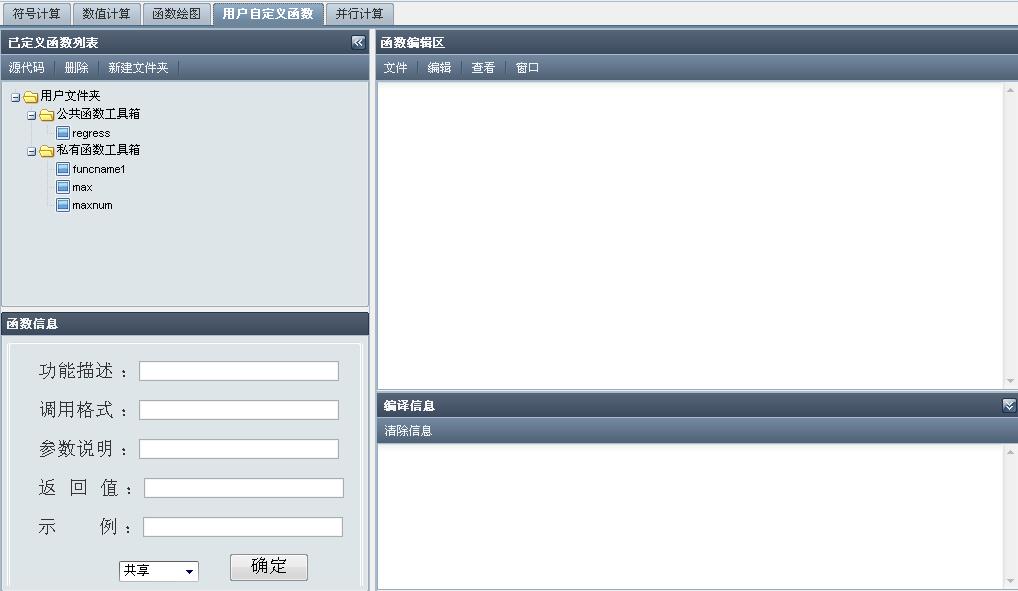 符号计算 数值计算 函数绘图 用户自定义函数 并行计算
已定义函数列表
源代码 删除 新建文件夹
用户文件夹
公共函数工具箱
regress
私有函数工具箱
funcname1
max
maxnum
函数信息
功能描述：
调用格式：
参数说明：
返 回 值：
示 例：
共享 确定
函数编辑区
文件 编辑 查看 窗口
编译信息
清除信息